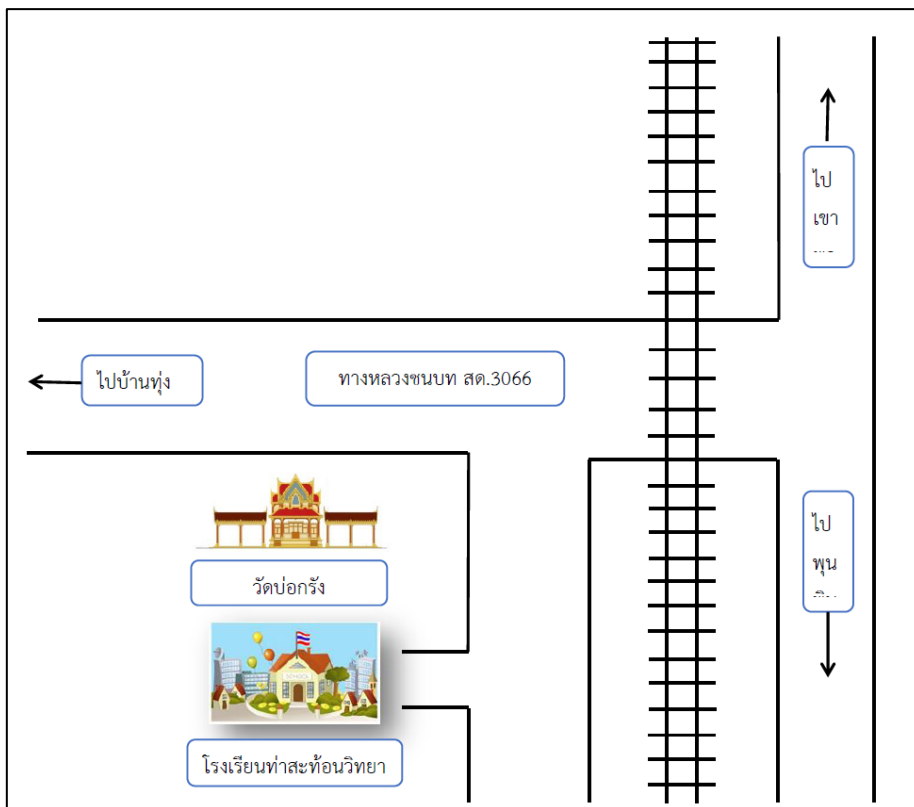 ไป
เขา
ไปบ้านทุ่ง
ทางหลวงชนบท สด.3066
ไป
พุน
วัดบ่อกรัง
SCHOOL
โรงเรียนท่าสะท้อนวิทยา